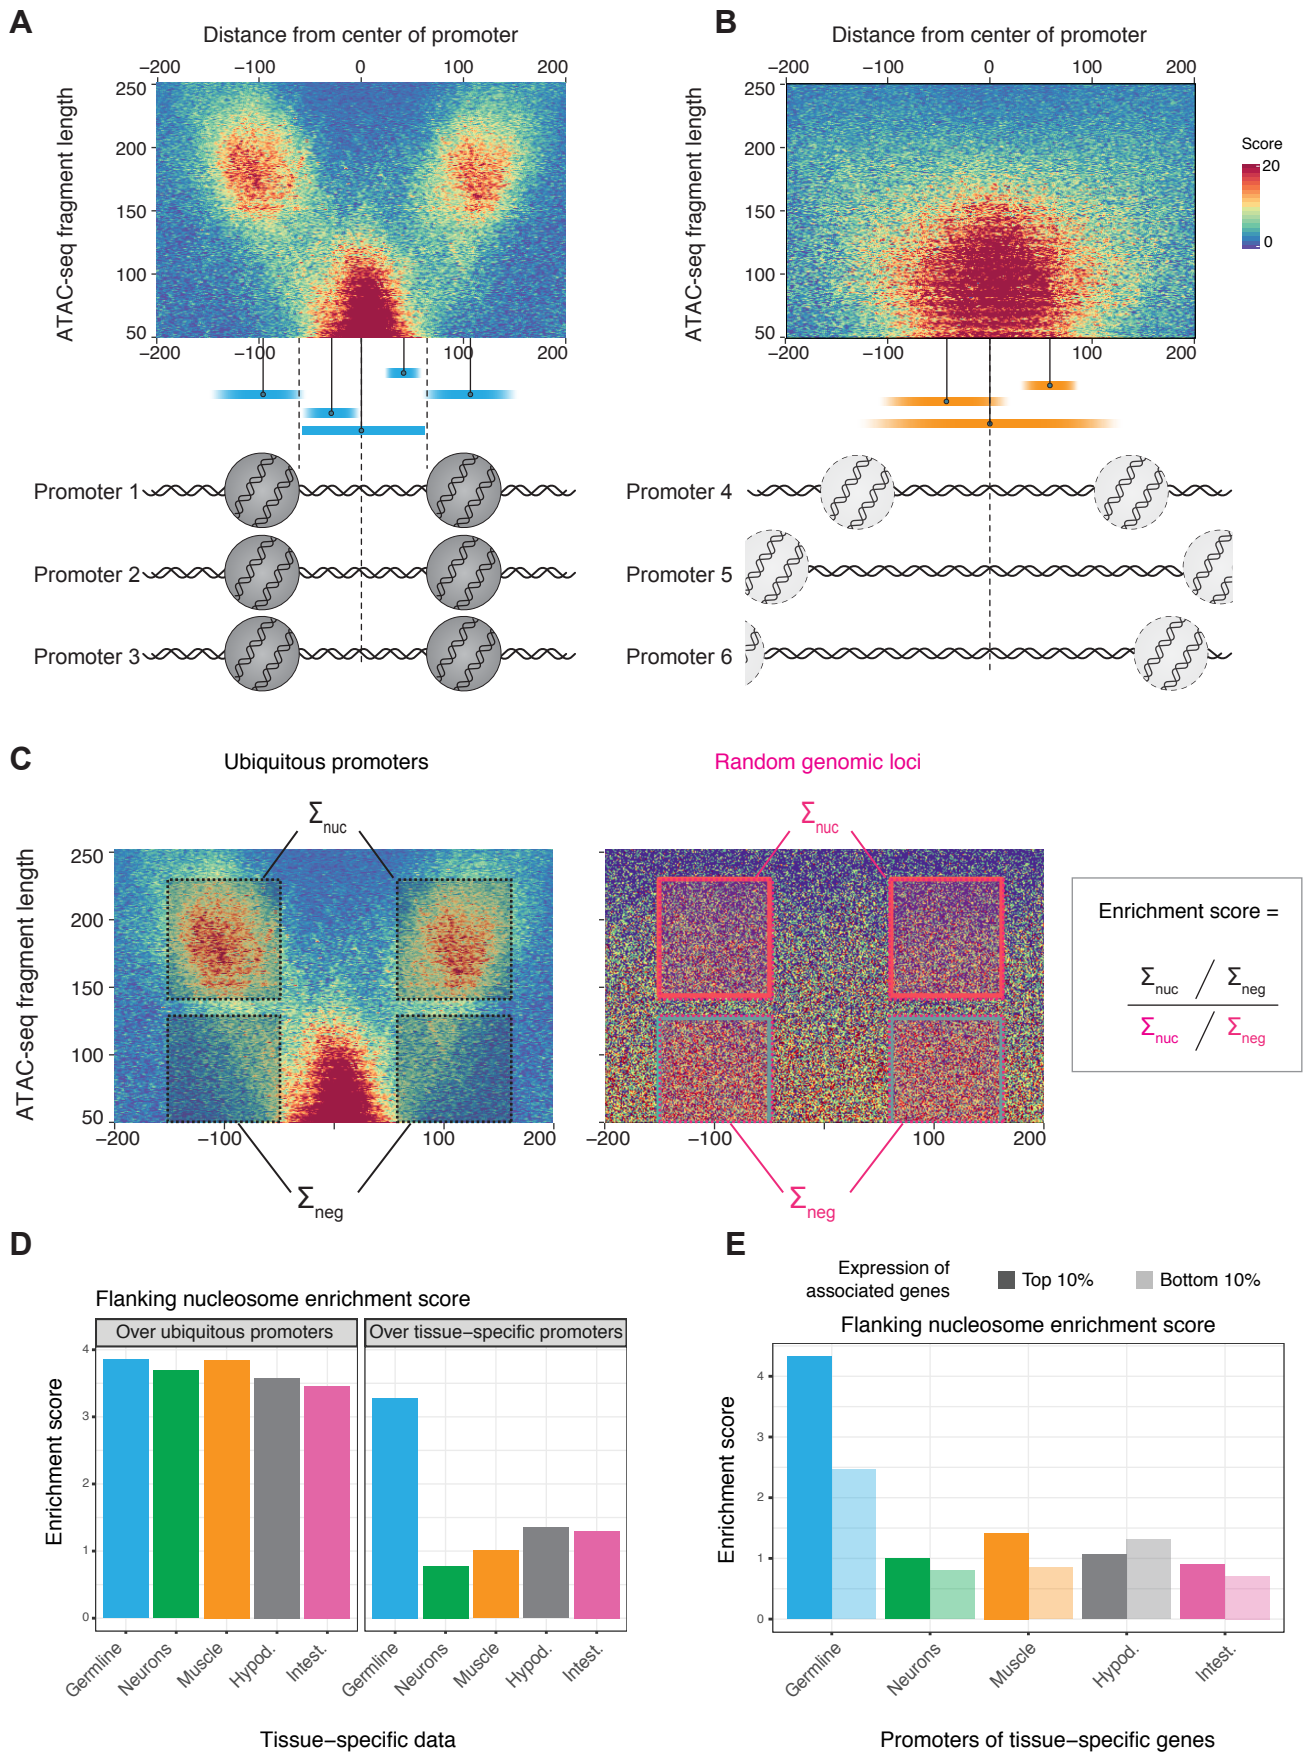 A
Distance from center of promoter
−200 −100 0 100 200
ATAC-seq fragment length
250
200
150
100
50
−200 −100 100 200
Promoter 1
Promoter 2
Promoter 3
B
Distance from center of promoter
−200 −100 0 100 200
ATAC-seq fragment length
250
200
150
100
50
−200 −100 100 200
Score
20
0
Promoter 4
Promoter 5
Promoter 6
C
Ubiquitous promoters
Σnuc
ATAC-seq fragment length
250
200
150
100
50
−200 −100 100 200
Σneg
Random genomic loci
Σnuc
−200 −100 100 200
Σneg
Enrichment score =
Σnuc / Σneg
Σnuc / Σneg
D
Flanking nucleosome enrichment score
Over ubiquitous promoters
Over tissue−specific promoters
Enrichment score
4
3
2
1
0
Germline Neurons Muscle Hypod. Intest.
Germline Neurons Muscle Hypod. Intest.
Tissue−specific data
E
Expression of
associated genes
Top 10%
Bottom 10%
Flanking nucleosome enrichment score
Enrichment score
4
3
2
1
0
Germline Neurons Muscle Hypod. Intest.
Promoters of tissue−specific genes